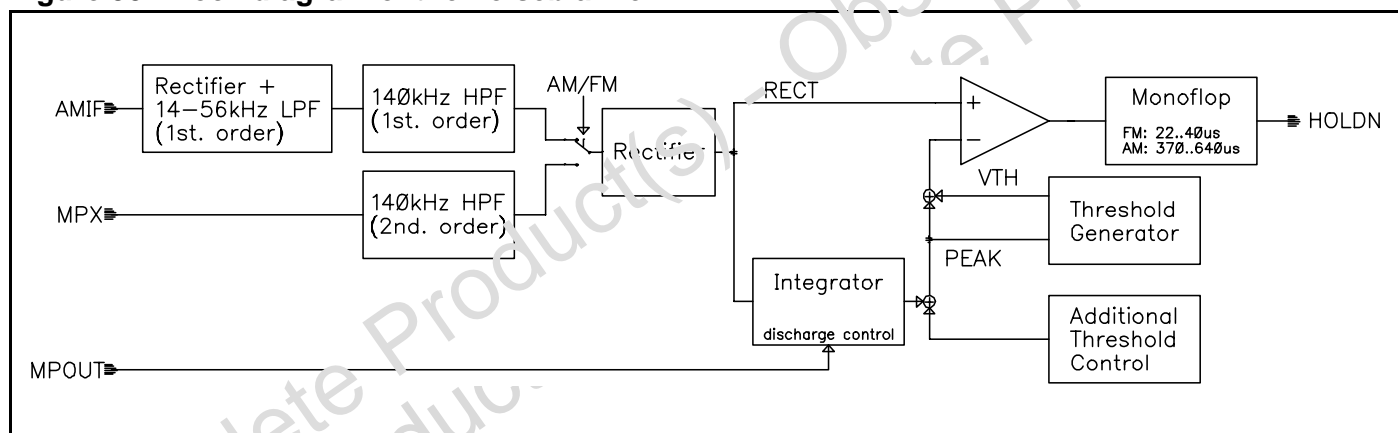 AMIF
Rectifier +
14-56kHz LPF
(1st. order)
140kHz HPF
(1st. order)
AM/FM
Rectifier
RECT
+
−
Monoflop
FM: 22..40us
AM: 370..640us
HOLDN
MPX
140kHz HPF
(2nd. order)
VTH
Threshold
Generator
PEAK
Integrator
discharge control
Additional
Threshold
Control
MPOUT